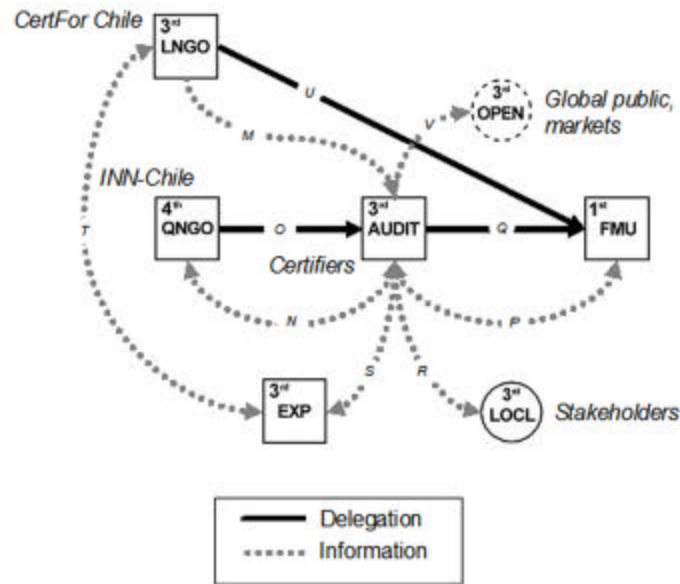 CertFor Chile
3rd
LNGO
U
3rd
OPEN
Global public,
markets
M
V
INN-Chile
4th
QNGO
O
3rd
AUDIT
Q
1st
FMU
T
Certifiers
N
P
S
R
3rd
EXP
3rd
LOCL
Stakeholders
Delegation
Information